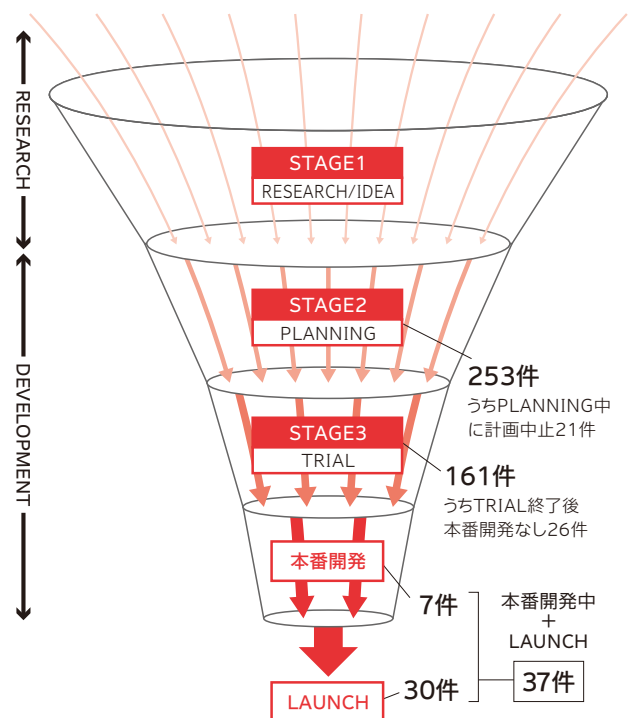 RESEARCH
DEVELOPMENT
STAGE1
RESEARCH/IDEA
STAGE2
PLANNING
253件
うちPLANNING中
に計画中止21件
STAGE3
TRIAL
161件
うちTRIAL終了後
本番開発なし26件
本番開発
7件
本番開発中
+
LAUNCH
37件
LAUNCH
30件